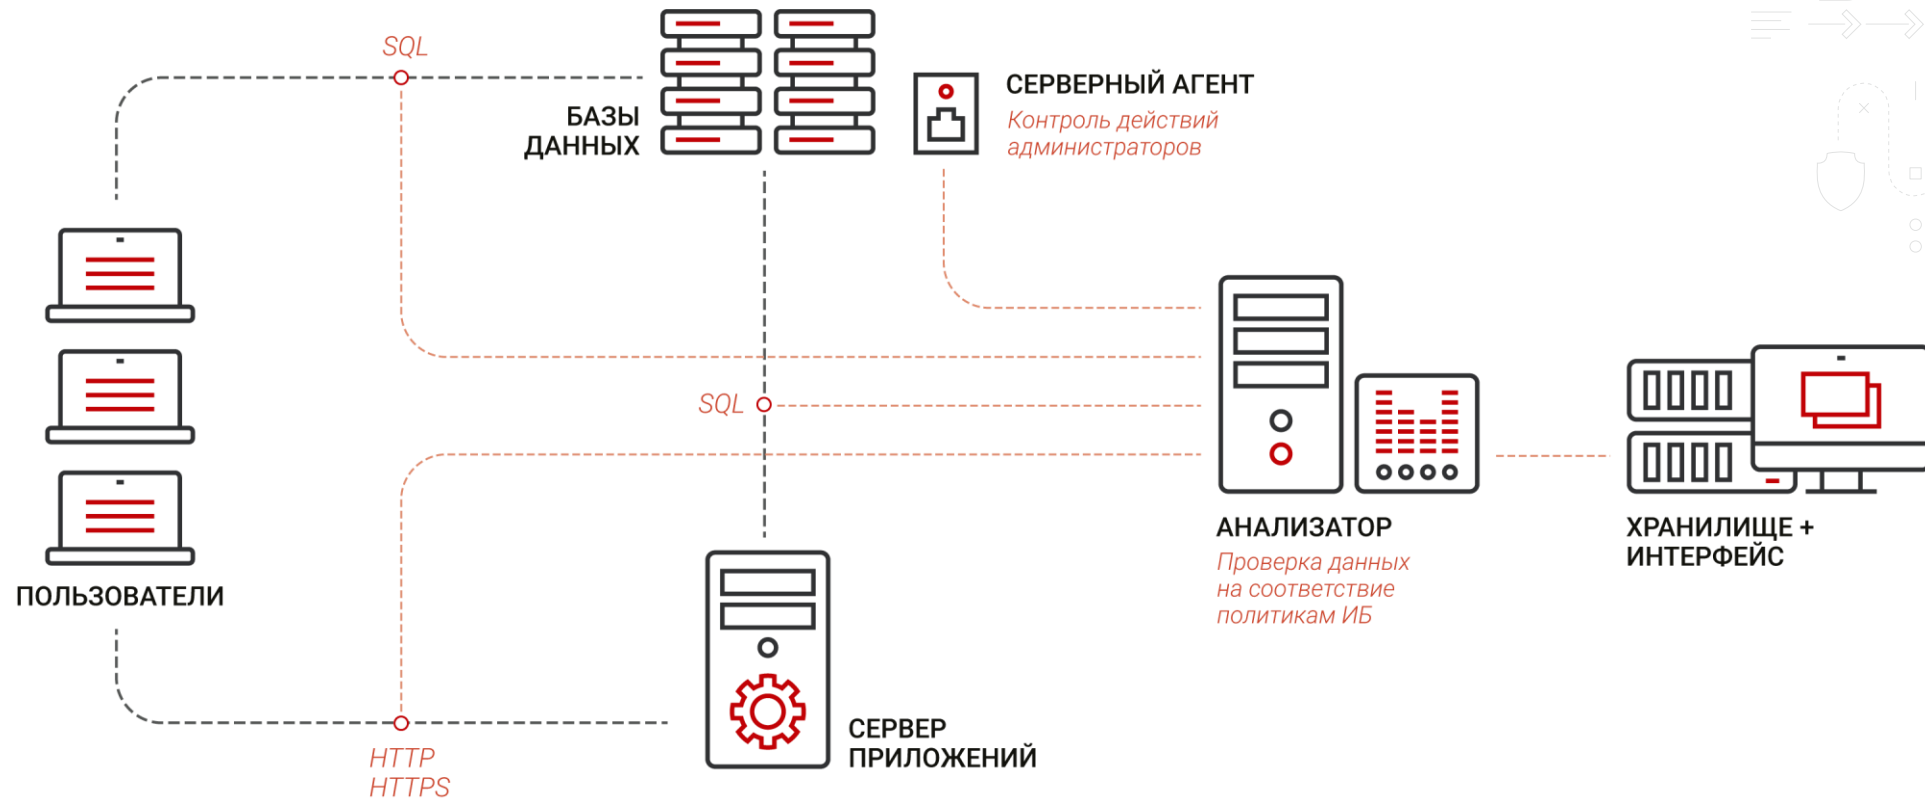 SQL
БАЗЫ
ДАННЫХ
СЕРВЕРНЫЙ АГЕНТ
Контроль действий
администраторов
SQL
ПОЛЬЗОВАТЕЛИ
АНАЛИЗАТОР
Проверка данных
на соответствие
политикам ИБ
ХРАНИЛИЩЕ +
ИНТЕРФЕЙС
СЕРВЕР
ПРИЛОЖЕНИЙ
HTTP
HTTPS